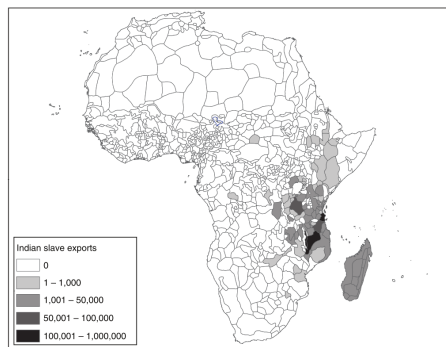 Indian slave exports
0
1 – 1,000
1,001 – 50,000
50,001 – 100,000
100,001 – 1,000,000